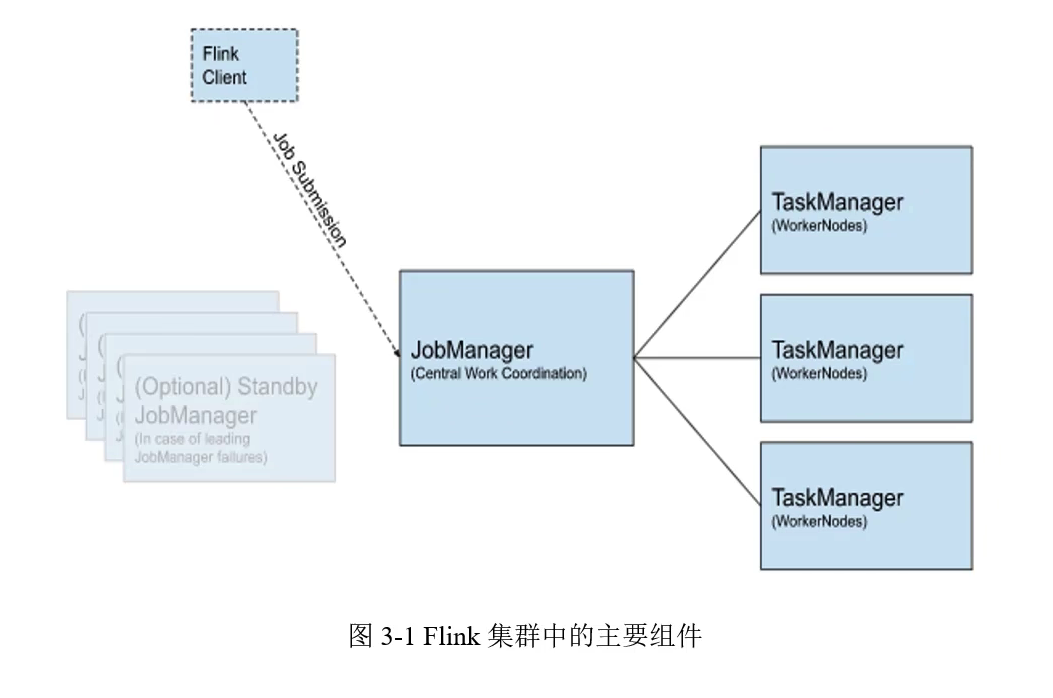 Flink
Client
Job Submission
TaskManager
(WorkerNodes)
JobManager
(Central Work Coordination)
TaskManager
(WorkerNodes)
TaskManager
(WorkerNodes)
(Optional) Standby
JobManager
(In case of leading
JobManager failures)
图 3-1 Flink 集群中的主要组件